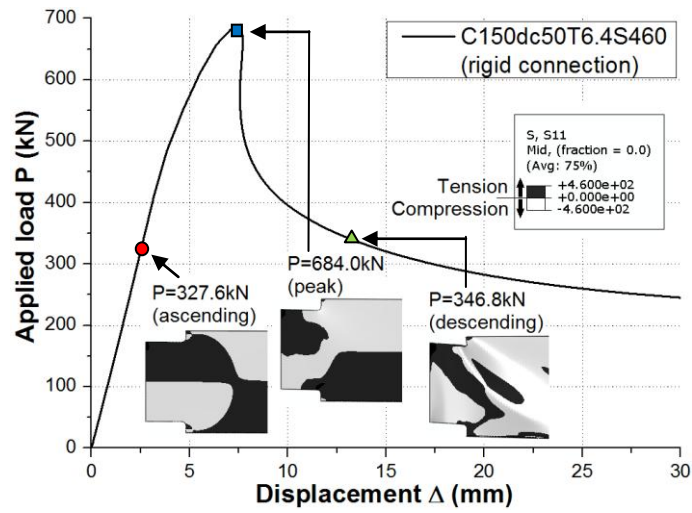 700
600
500
400
300
200
100
0
Applied load P (kN)
C150dc50T6.4S460
(rigid connection)
S, S11
Mid, (fraction = 0.0)
(Avg: 75%)
Tension
Compression
+4.600e+02
+0.000e+00
-4.600e+02
P=327.6kN
(ascending)
P=684.0kN
(peak)
P=346.8kN
(descending)
0 5 10 15 20 25 30
Displacement Δ (mm)